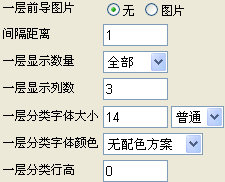 一层前导图片 无 图片
间隔距离 1
一层显示数量 全部
一层显示列数 3
一层分类字体大小 14 普通
一层分类字体颜色 无配色方案
一层分类行高 0